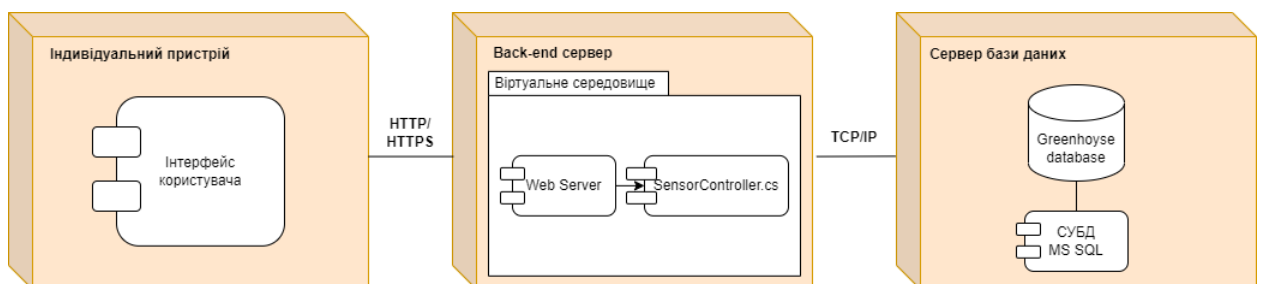 Індивідуальний пристрій
Інтерфейс
користувача
HTTP/
HTTPS
Back-end сервер
Віртуальне середовище
Web Server
SensorController.cs
TCP/IP
Сервер бази даних
Greenhoyse
database
СУБД
MS SQL